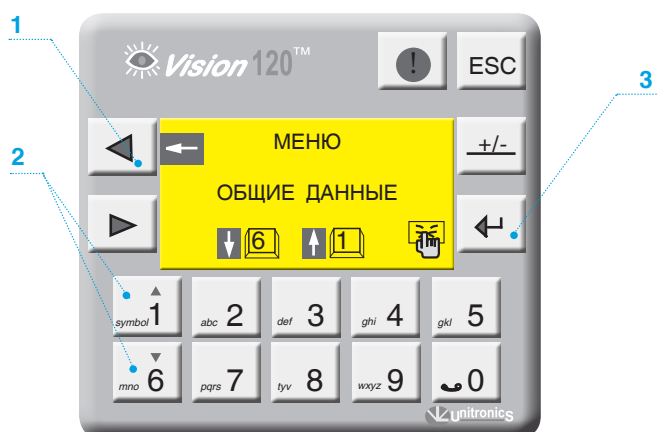 1
2
3
Vision 120™
!
ESC
+/-
МЕНЮ
ОБЩИЕ ДАННЫЕ
6 1
symbol 1
abc 2
def 3
ghi 4
gkl 5
mno 6
pqrs 7
tyv 8
wxyz 9
0
unitronics